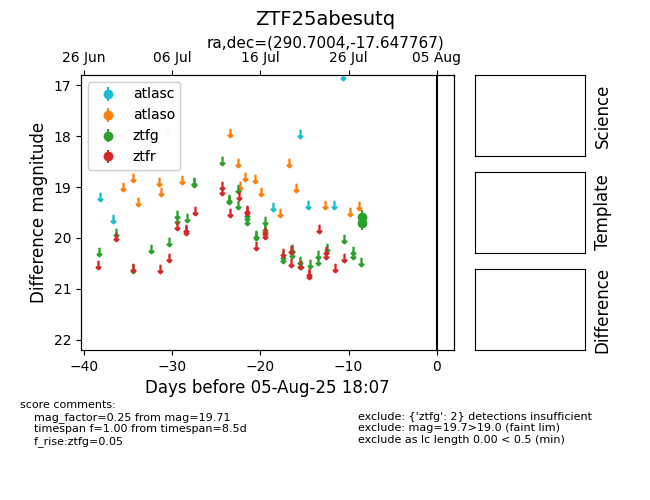 ZTF25abesutq
ra,dec=(290.7004,-17.647767)
26 Jun 06 Jul 16 Jul 26 Jul 05 Aug
atlasc
atlaso
ztfg
ztfr
17
18
19
20
21
22
Difference magnitude
−40 −30 −20 −10 0
Days before 05-Aug-25 18:07
Science
Template
Difference
score comments:
mag_factor=0.25 from mag=19.71
timespan f=1.00 from timespan=8.5d
f_rise:ztfg=0.05
exclude: {'ztfg': 2} detections insufficient
exclude: mag=19.7>19.0 (faint lim)
exclude as lc length 0.00 < 0.5 (min)